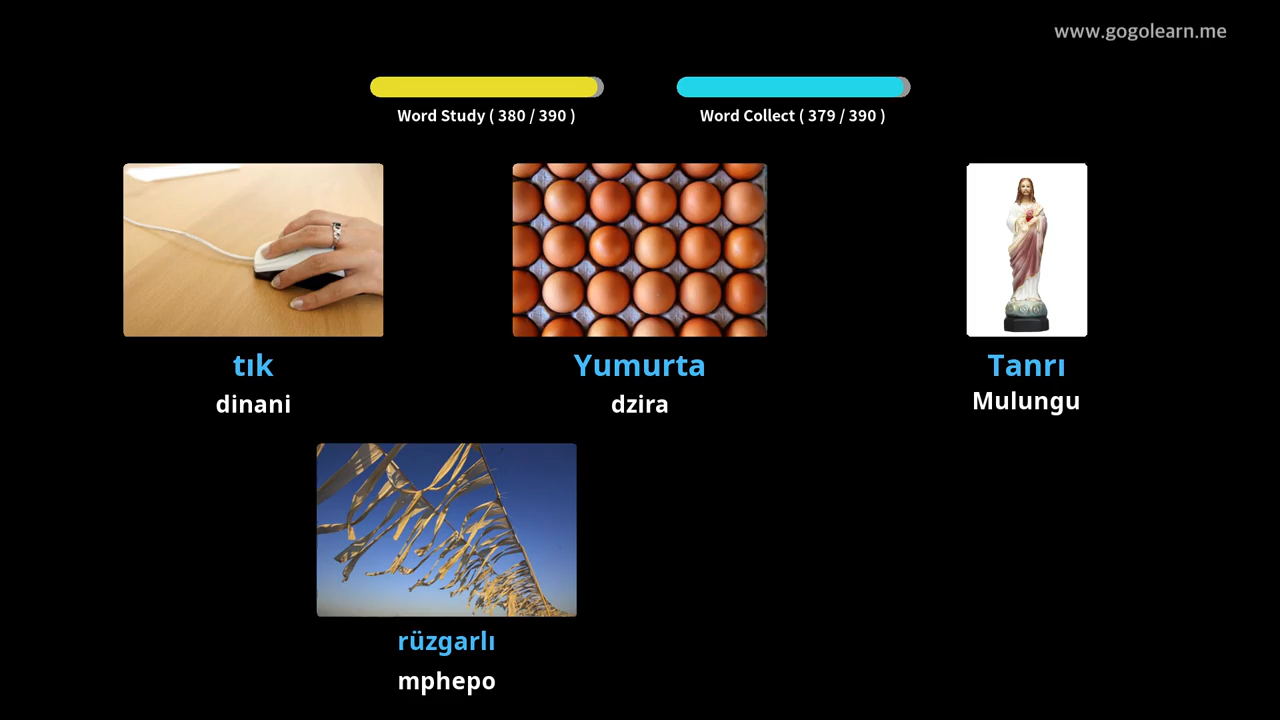 www.gogolearn.me
Word Study ( 380 / 390 )
Word Collect ( 379 / 390 )
tık
dinani
Yumurta
dzira
Tanrı
Mulungu
rüzgarlı
mphepo